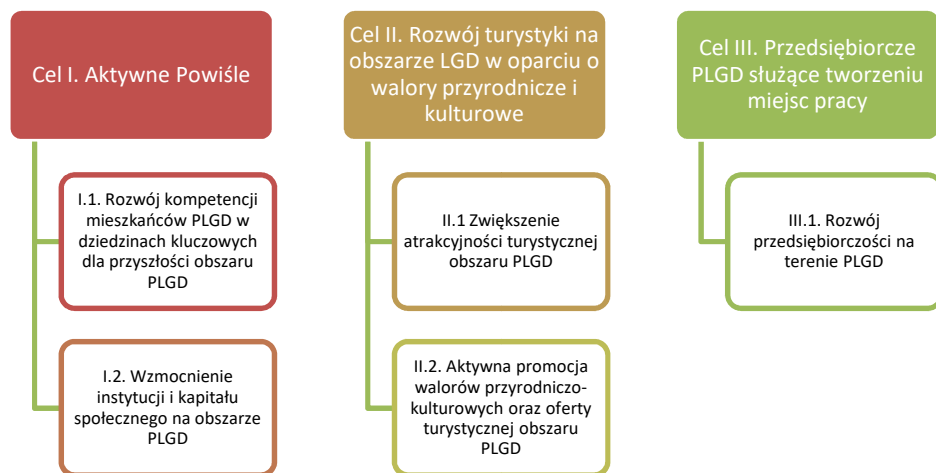 Cel I. Aktywne Powiśle
I.1. Rozwój kompetencji
mieszkańców PLGD w
dziedzinach kluczowych
dla przyszłości obszaru
PLGD
I.2. Wzmocnienie
instytucji i kapitału
społecznego na obszarze
PLGD
Cel II. Rozwój turystyki na
obszarze LGD w oparciu o
walory przyrodnicze i
kulturowe
II.1 Zwiększenie
atrakcyjności turystycznej
obszaru PLGD
II.2. Aktywna promocja
walorów przyrodniczo-
kulturowych oraz oferty
turystycznej obszaru
PLGD
Cel III. Przedsiębiorcze
PLGD służące tworzeniu
miejsc pracy
III.1. Rozwój
przedsiębiorczości na
terenie PLGD